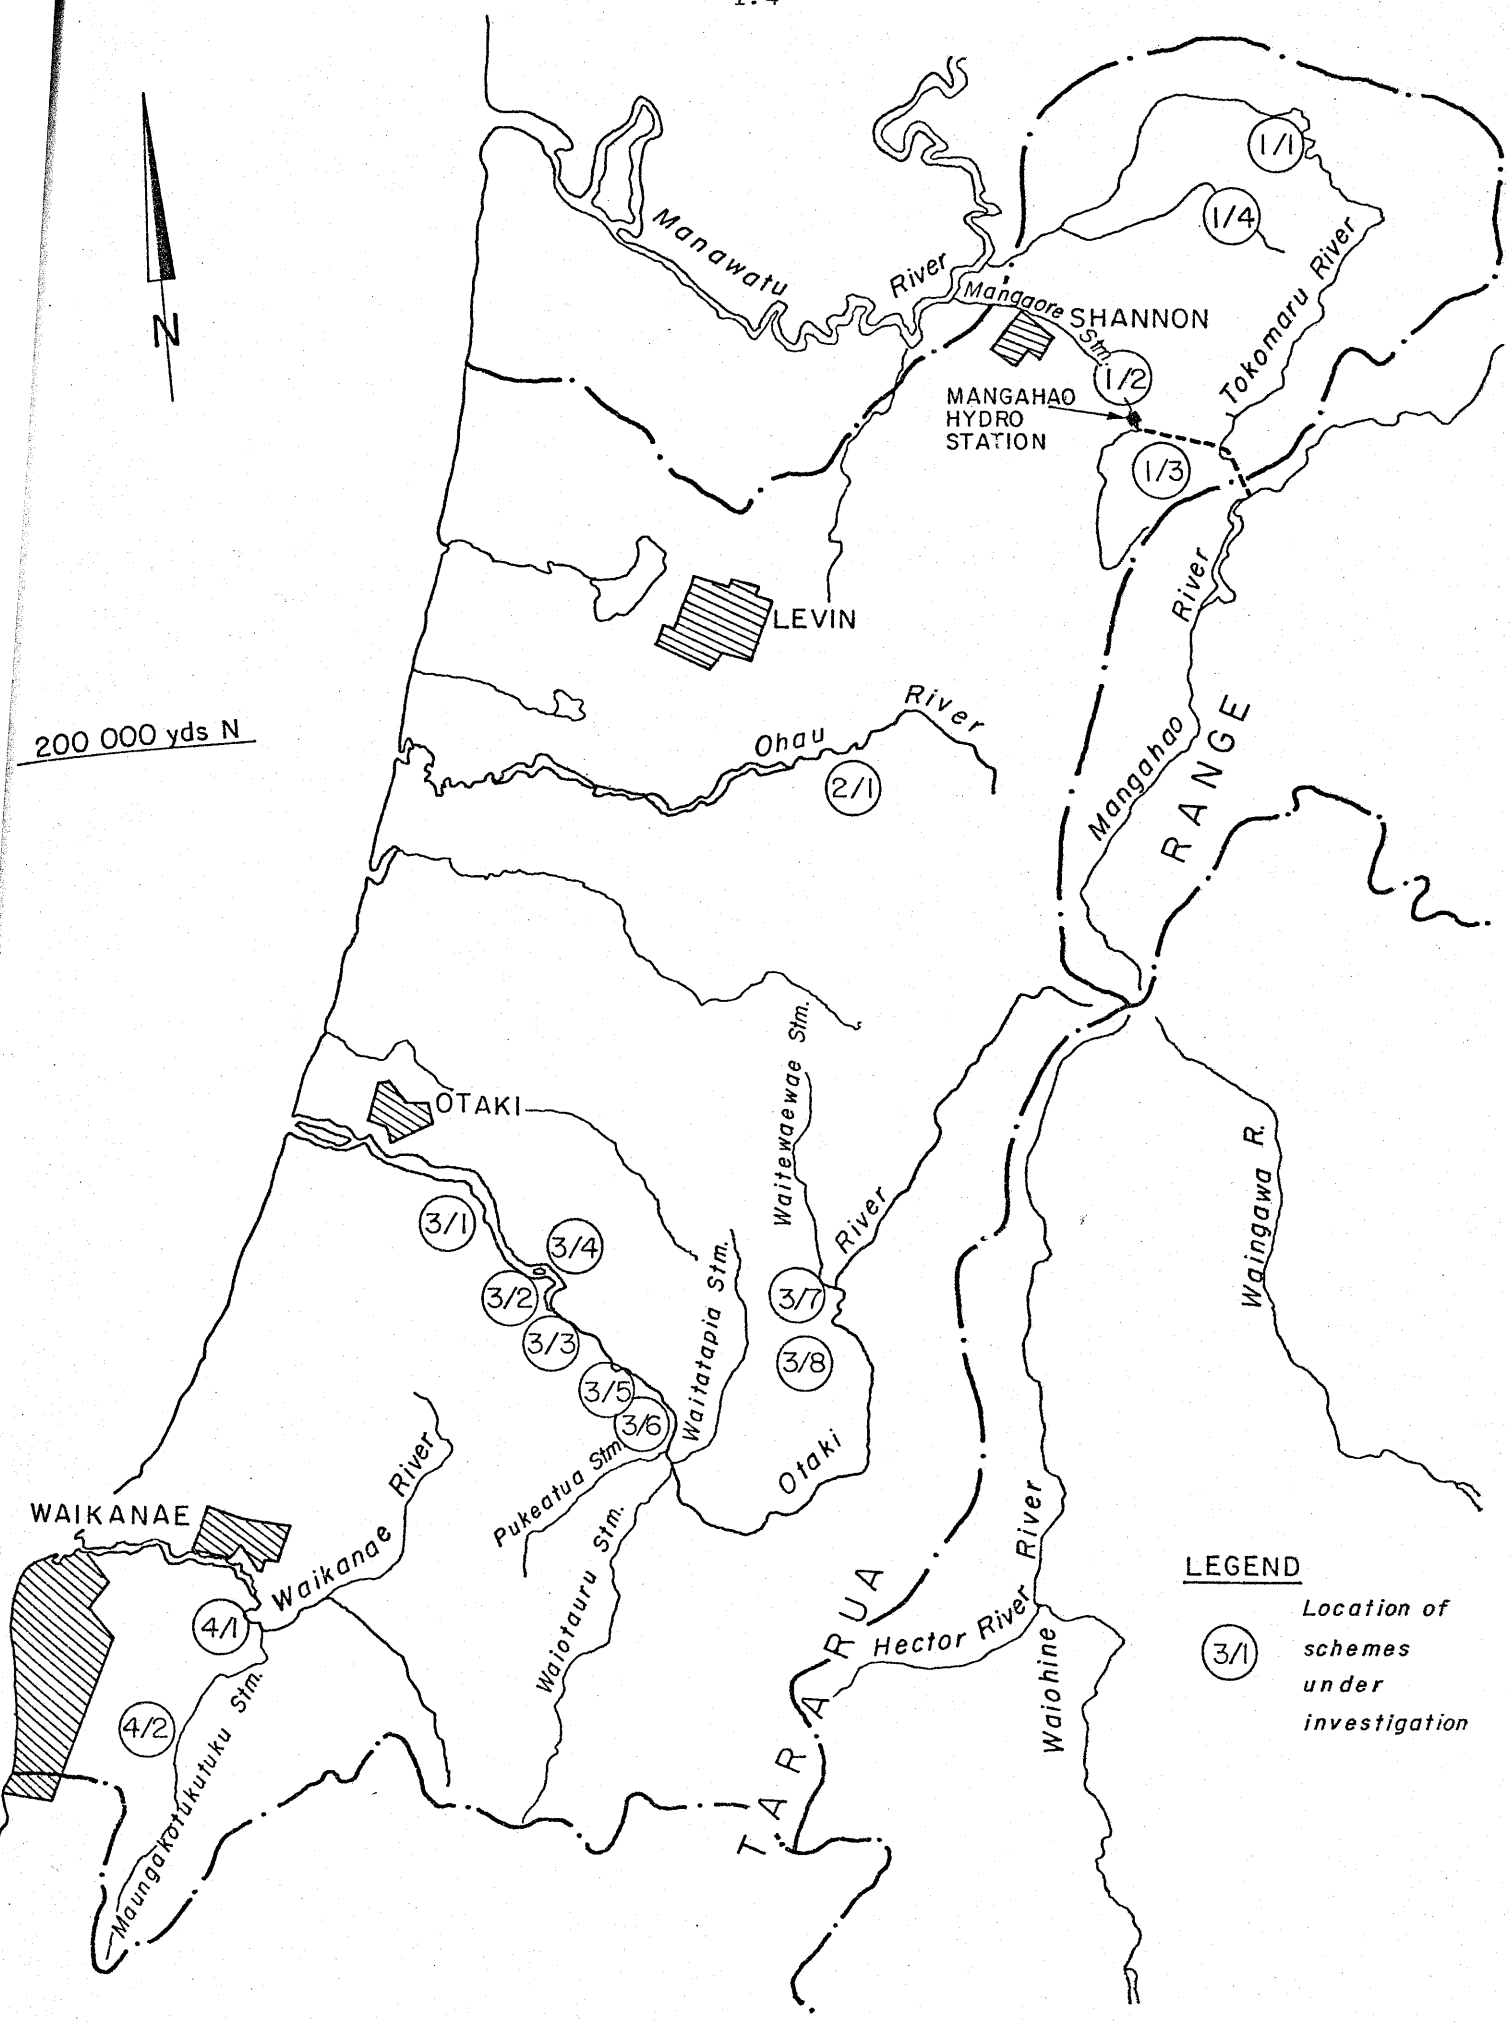 1.4
1/1
1/4
Manawatu
River
Tokomaru River
Mangaore Stm.
SHANNON
1/2
MANGAHAO
HYDRO
STATION
1/3
N
River
LEVIN
River
Ohau
2/1
200 000 yds N
Mangahao
RANGE
Waitewaewae Stm.
OTAKI
Waingawa R.
River
3/1
3/4
3/2
3/7
3/3
3/8
Waitatapia Stm.
3/5
3/6
Pukeatua Stm.
Otaki
River
WAIKANAE
Waikanae
Waiotauru Stm.
River
4/1
Hector River
Waiohine
4/2
Maungakotukutuku Stm.
TARARUA
LEGEND
3/1
Location of
schemes
under
investigation